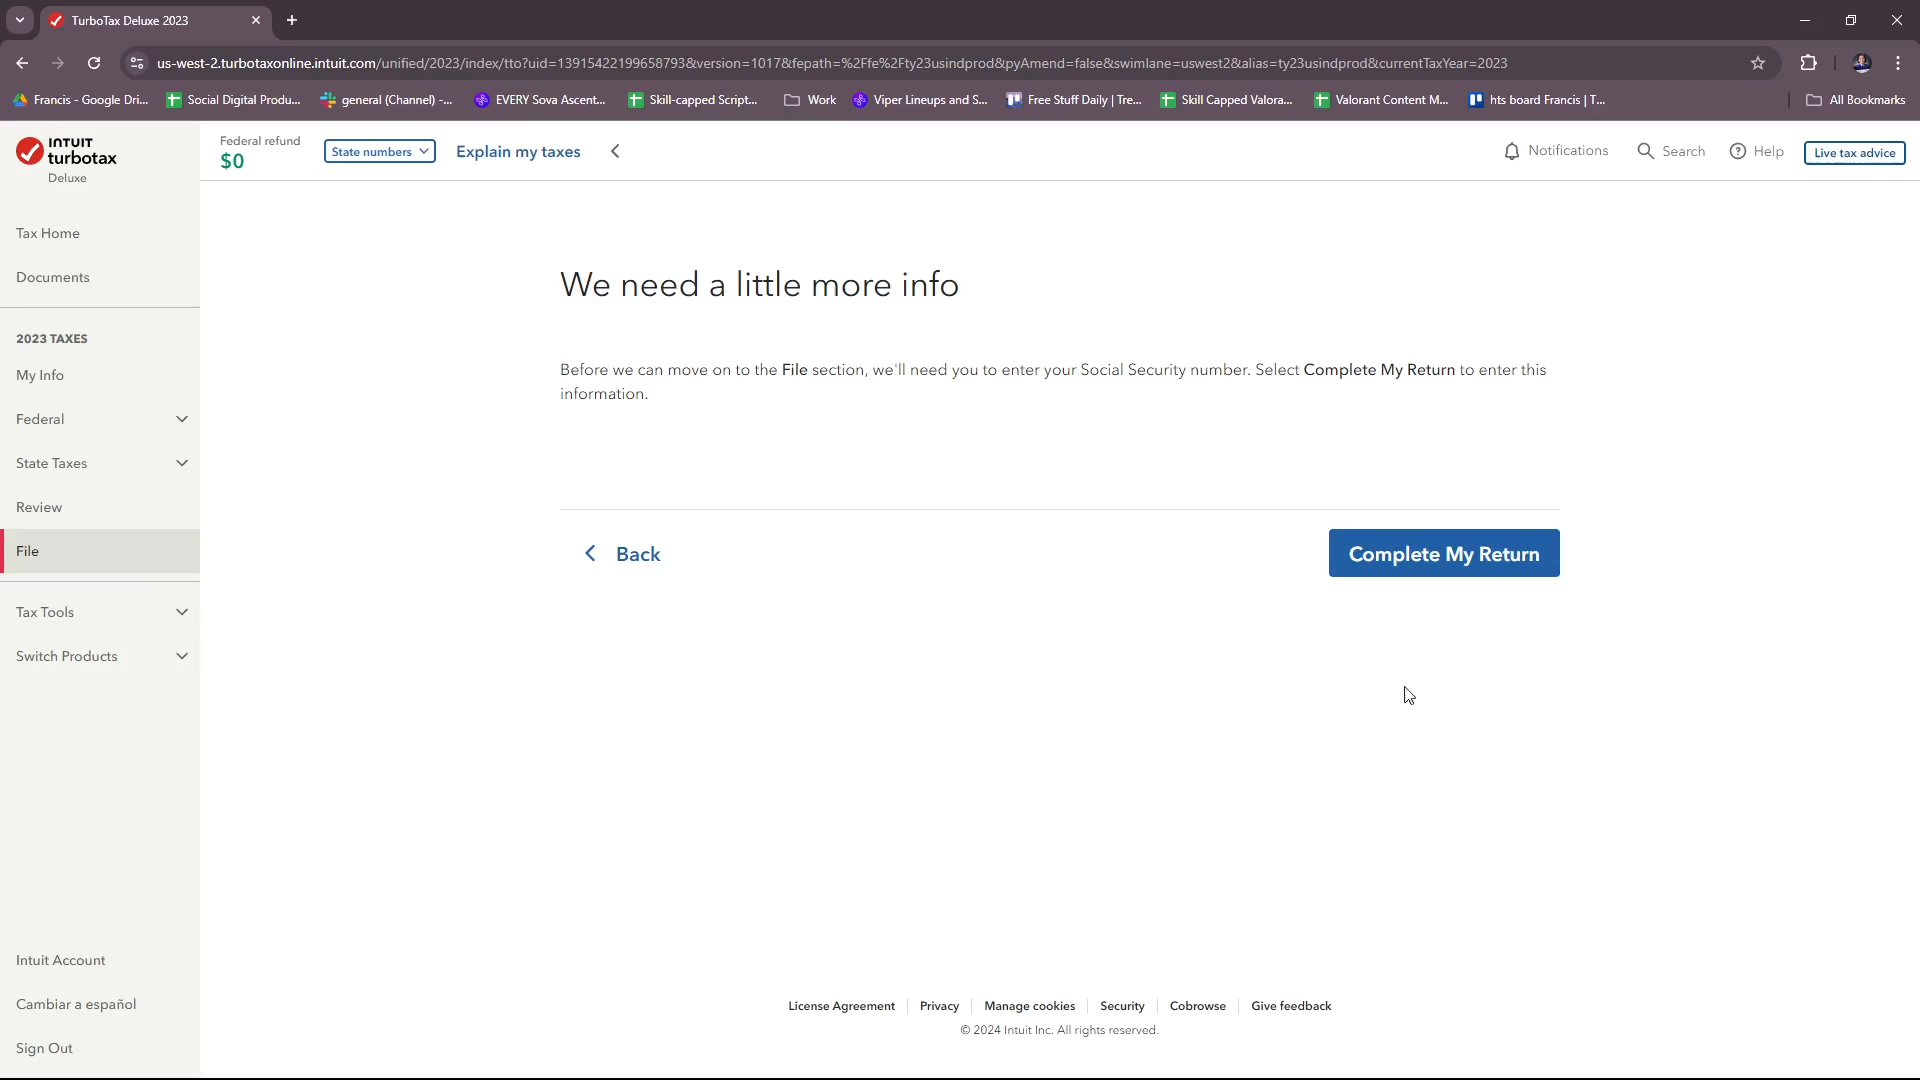 TurboTax Deluxe 2023
us-west-2.turbotaxonline.intuit.com/unified/2023/index/tto?uid=13915422199658793&version=1017&fepath=%2Ffe%2Fty23usindprod&pyAmend=false&swimlane=uswest2&alias=ty23usindprod&currentTaxYear=2023
Francis - Google Dri...
Social Digital Produ...
general (Channel) -...
EVERY Sova Ascent...
Skill-capped Script...
Work
Viper Lineups and S...
Free Stuff Daily | Tre...
Skill Capped Valora...
Valorant Content M...
hts board Francis | T...
All Bookmarks
INTUIT
turbotax
Deluxe
Federal refund
$0
State numbers
Explain my taxes
Notifications
Search
Help
Live tax advice
Tax Home
Documents
2023 TAXES
My Info
Federal
State Taxes
Review
File
Tax Tools
Switch Products
Intuit Account
Cambiar a español
Sign Out
We need a little more info
Before we can move on to the File section, we'll need you to enter your Social Security number. Select Complete My Return to enter this
information.
Back
Complete My Return
License Agreement
Privacy
Manage cookies
Security
Cobrowse
Give feedback
© 2024 Intuit Inc. All rights reserved.